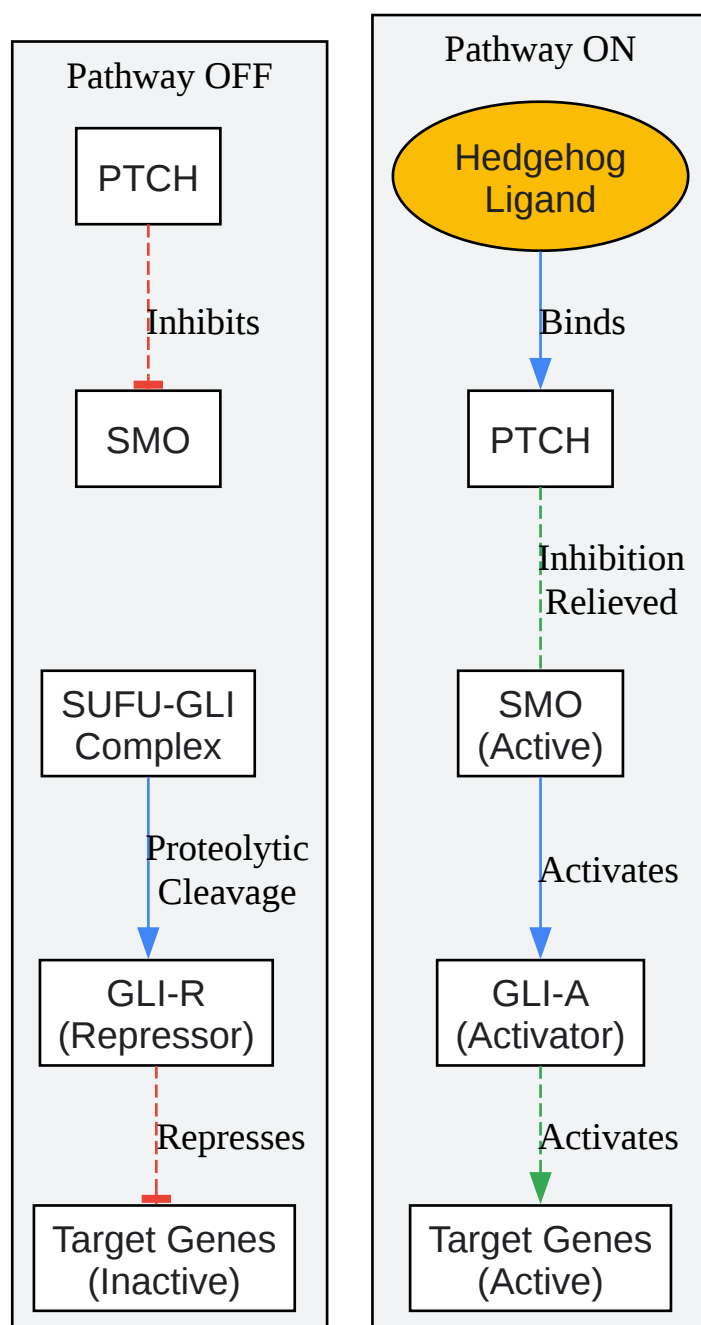 Pathway OFF
PTCH
Inhibits
SMO
SUFU-GLI
Complex
Proteolytic
Cleavage
GLI-R
(Repressor)
Represses
Target Genes
(Inactive)
Pathway ON
Hedgehog
Ligand
Binds
PTCH
Inhibition
Relieved
SMO
(Active)
Activates
GLI-A
(Activator)
Activates
Target Genes
(Active)